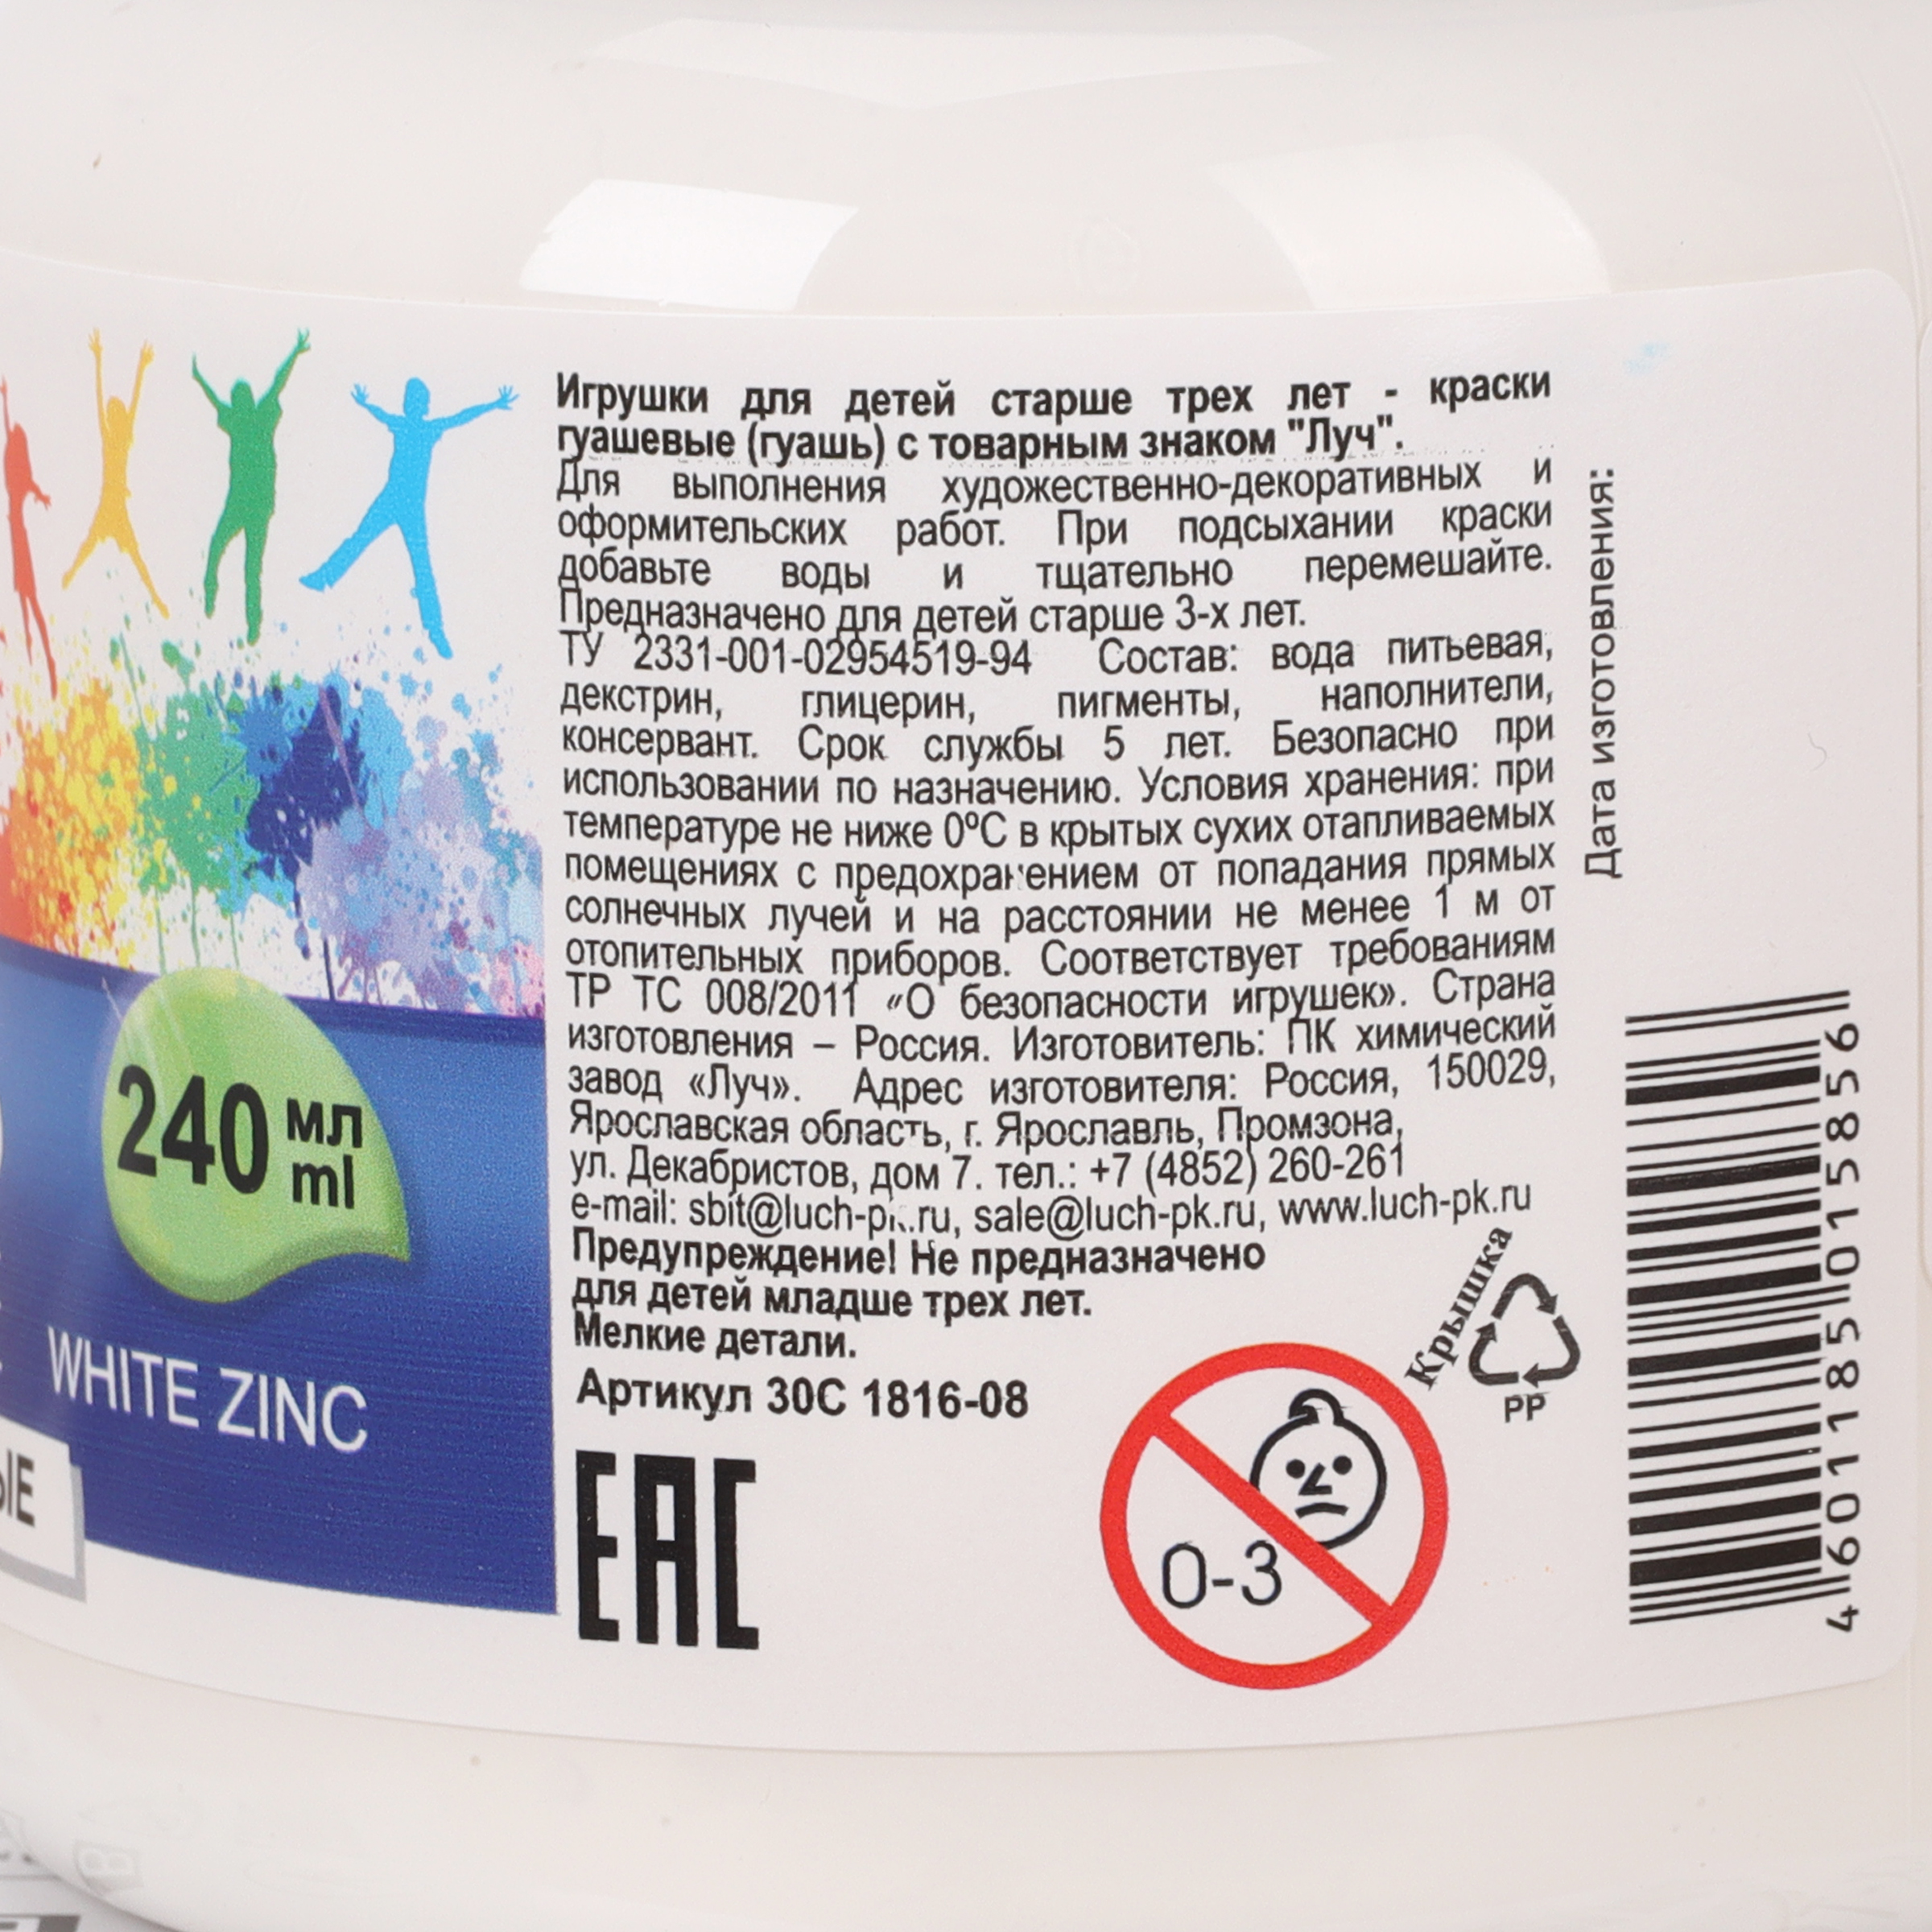 Игрушки для детей старше трех лет - краски
гуашевые (гуашь) с товарным знаком "Луч".
Для выполнения художественно-декоративных и
оформительских работ. При подсыхании краски
добавьте воды и тщательно перемешайте.
Предназначено для детей старше 3-х лет.
ТУ 2331-001-02954519-94 Состав: вода питьевая,
декстрин, глицерин, пигменты, наполнители,
консервант. Срок службы 5 лет. Безопасно при
использовании по назначению. Условия хранения: при
температуре не ниже 0ºС в крытых сухих отапливаемых
помещениях с предохранением от попадания прямых
солнечных лучей и на расстоянии не менее 1 м от
отопительных приборов. Соответствует требованиям
ТР ТС 008/2011 «О безопасности игрушек». Страна
изготовления – Россия. Изготовитель: ПК химический
завод «Луч». Адрес изготовителя: Россия, 150029,
Ярославская область, г. Ярославль, Промзона,
ул. Декабристов, дом 7. тел.: +7 (4852) 260-261
e-mail: sbit@luch-pk.ru, sale@luch-pk.ru, www.luch-pk.ru
Предупреждение! Не предназначено
для детей младше трех лет.
Мелкие детали.
Артикул 30С 1816-08
EAC
0-3
Крышка
PP
Дата изготовления:
4 601185 015856
240 мл
ml
WHITE ZINC
ЫЕ